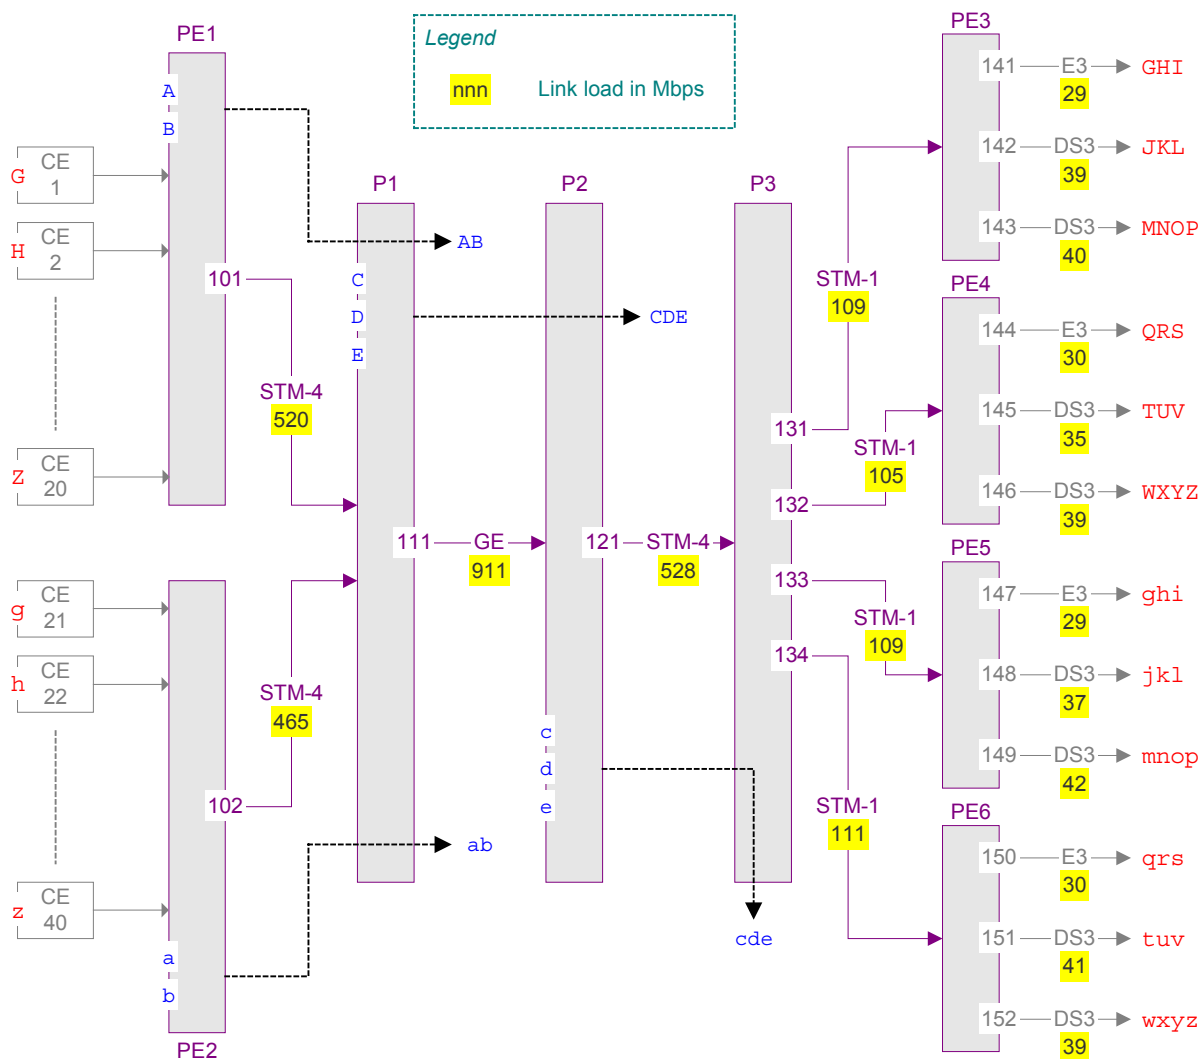 Legend
nnn Link load in Mbps
PE1
A
B
G
CE
1
H
CE
2
Z
CE
20
101
STM-4
520
AB
g
CE
21
h
CE
22
z
CE
40
102
STM-4
465
a
b
PE2
ab
P1
C
D
E
CDE
111
GE
911
P2
c
d
e
cde
121
STM-4
528
P3
131
STM-1
109
132
STM-1
105
133
STM-1
109
134
STM-1
111
PE3
141 E3 GHI
29
142 DS3 JKL
39
143 DS3 MNOP
40
PE4
144 E3 QRS
30
145 DS3 TUV
35
146 DS3 WXYZ
39
PE5
147 E3 ghi
29
148 DS3 jkl
37
149 DS3 mnop
42
PE6
150 E3 qrs
30
151 DS3 tuv
41
152 DS3 wxyz
39